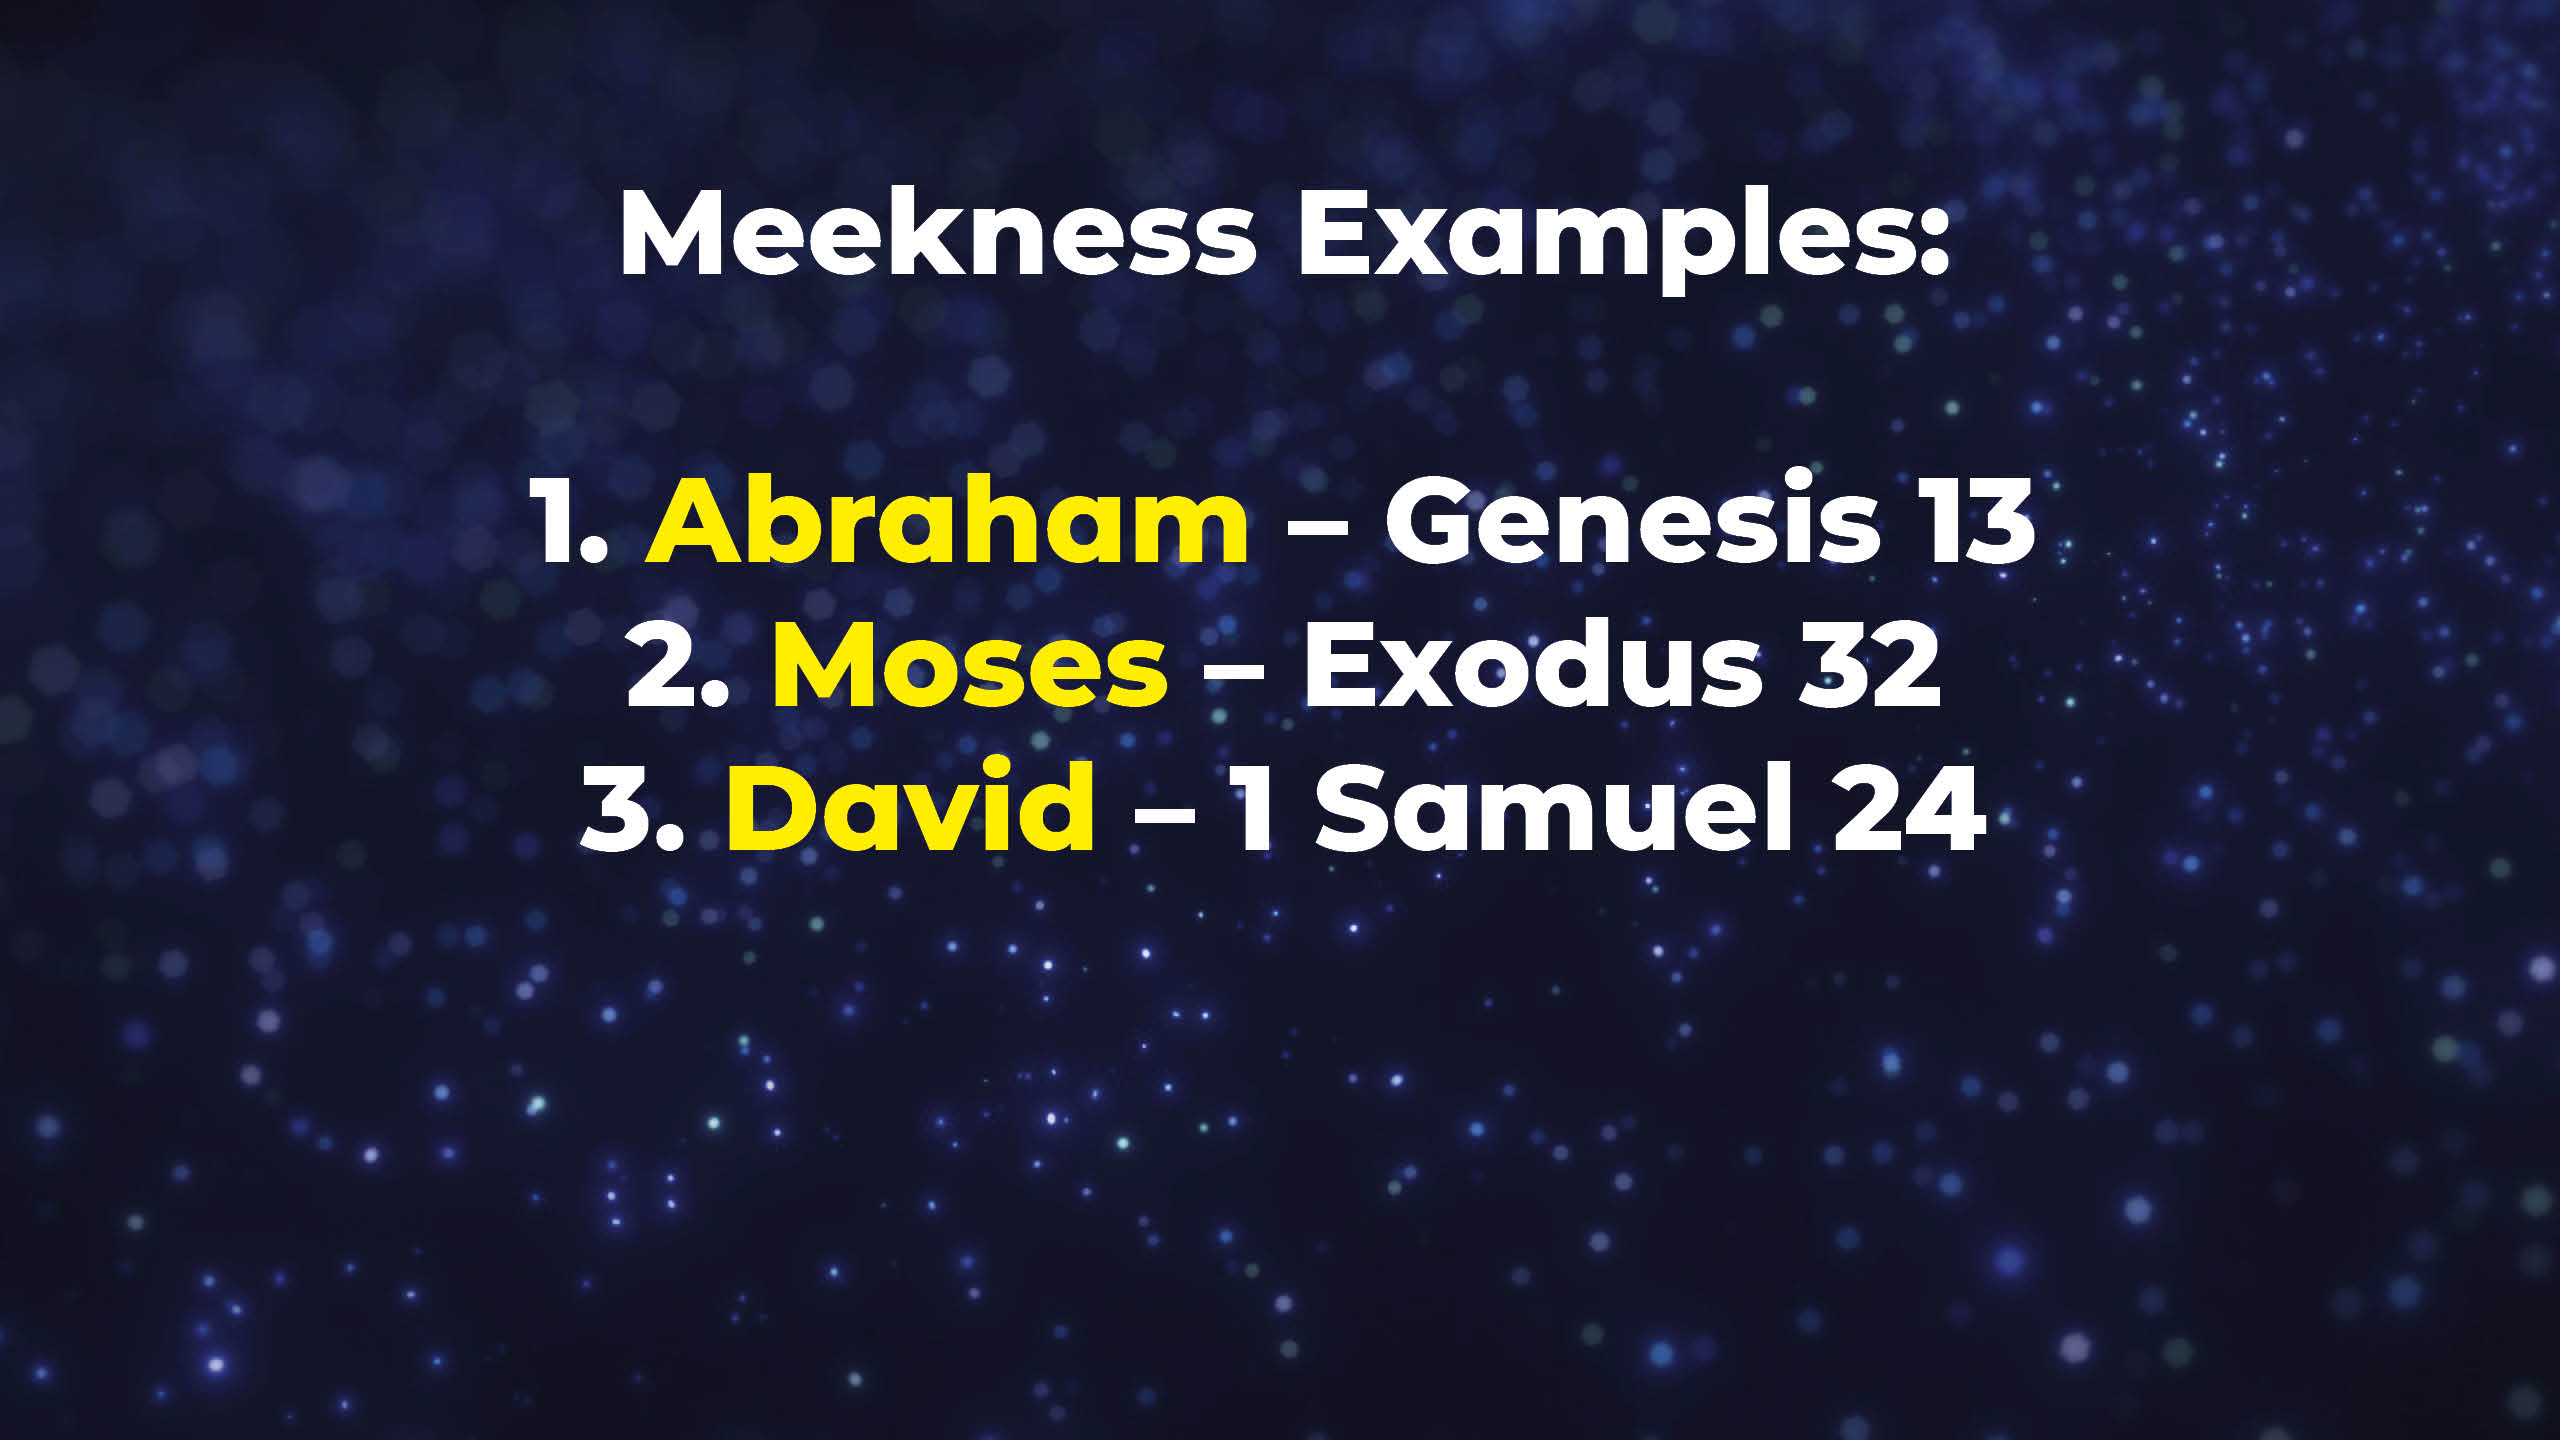 Meekness Examples:
1. Abraham – Genesis 13
2. Moses – Exodus 32
3. David – 1 Samuel 24